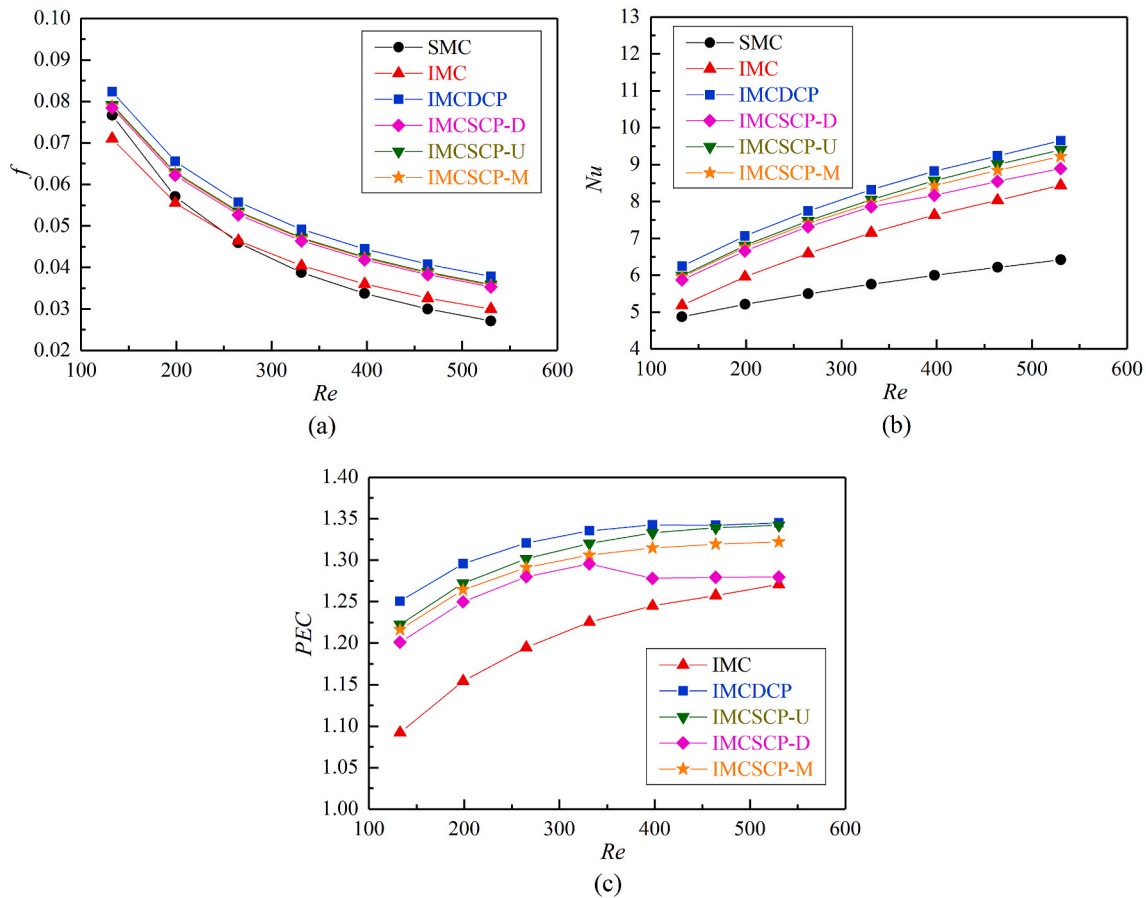 0.10
0.09
0.08
0.07
0.06
0.05
0.04
0.03
0.02
f
100 200 300 400 500 600
Re
SMC
IMC
IMCDCP
IMCSCP-D
IMCSCP-U
IMCSCP-M
(a)
13
12
11
10
9
8
7
6
5
4
Nu
100 200 300 400 500 600
Re
SMC
IMC
IMCDCP
IMCSCP-D
IMCSCP-U
IMCSCP-M
(b)
1.40
1.35
1.30
1.25
1.20
1.15
1.10
1.05
1.00
PEC
100 200 300 400 500 600
Re
IMC
IMCDCP
IMCSCP-U
IMCSCP-D
IMCSCP-M
(c)